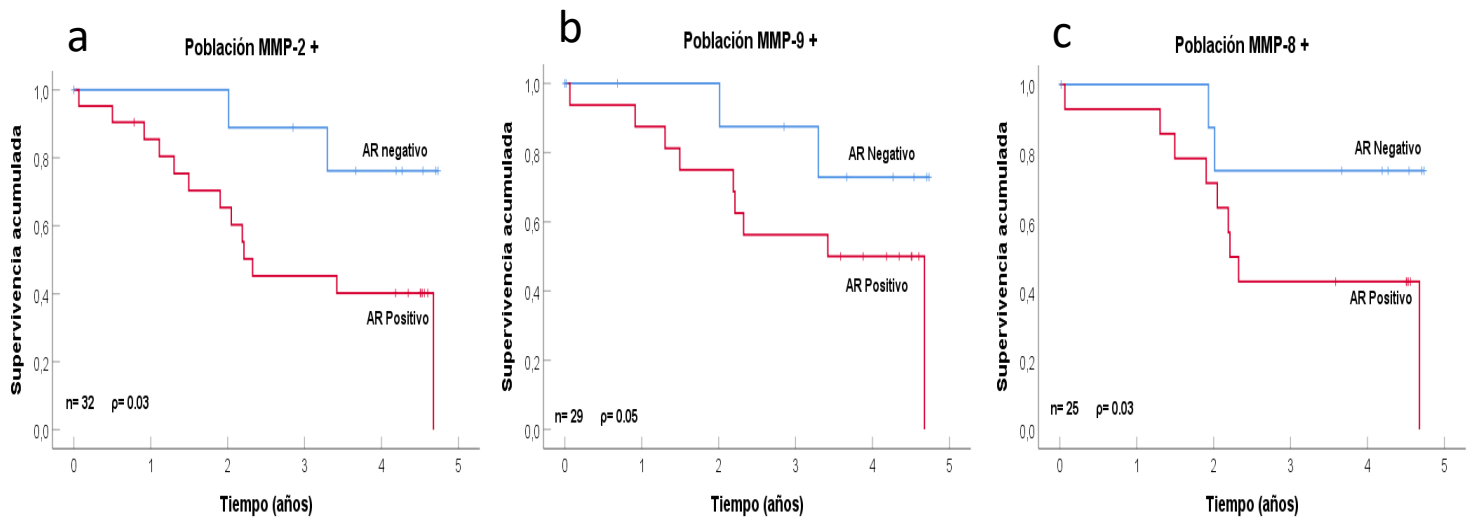 a
Población MMP-2 +
Supervivencia acumulada
1,0
0,8
0,6
0,4
0,2
0,0
AR negativo
AR Positivo
n= 32 ρ= 0.03
0 1 2 3 4 5
Tiempo (años)
b
Población MMP-9 +
Supervivencia acumulada
1,0
0,8
0,6
0,4
0,2
0,0
AR Negativo
AR Positivo
n= 29 ρ= 0.05
0 1 2 3 4 5
Tiempo (años)
c
Población MMP-8 +
Supervivencia acumulada
1,0
0,8
0,6
0,4
0,2
0,0
AR Negativo
AR Positivo
n= 25 ρ= 0.03
0 1 2 3 4 5
Tiempo (años)